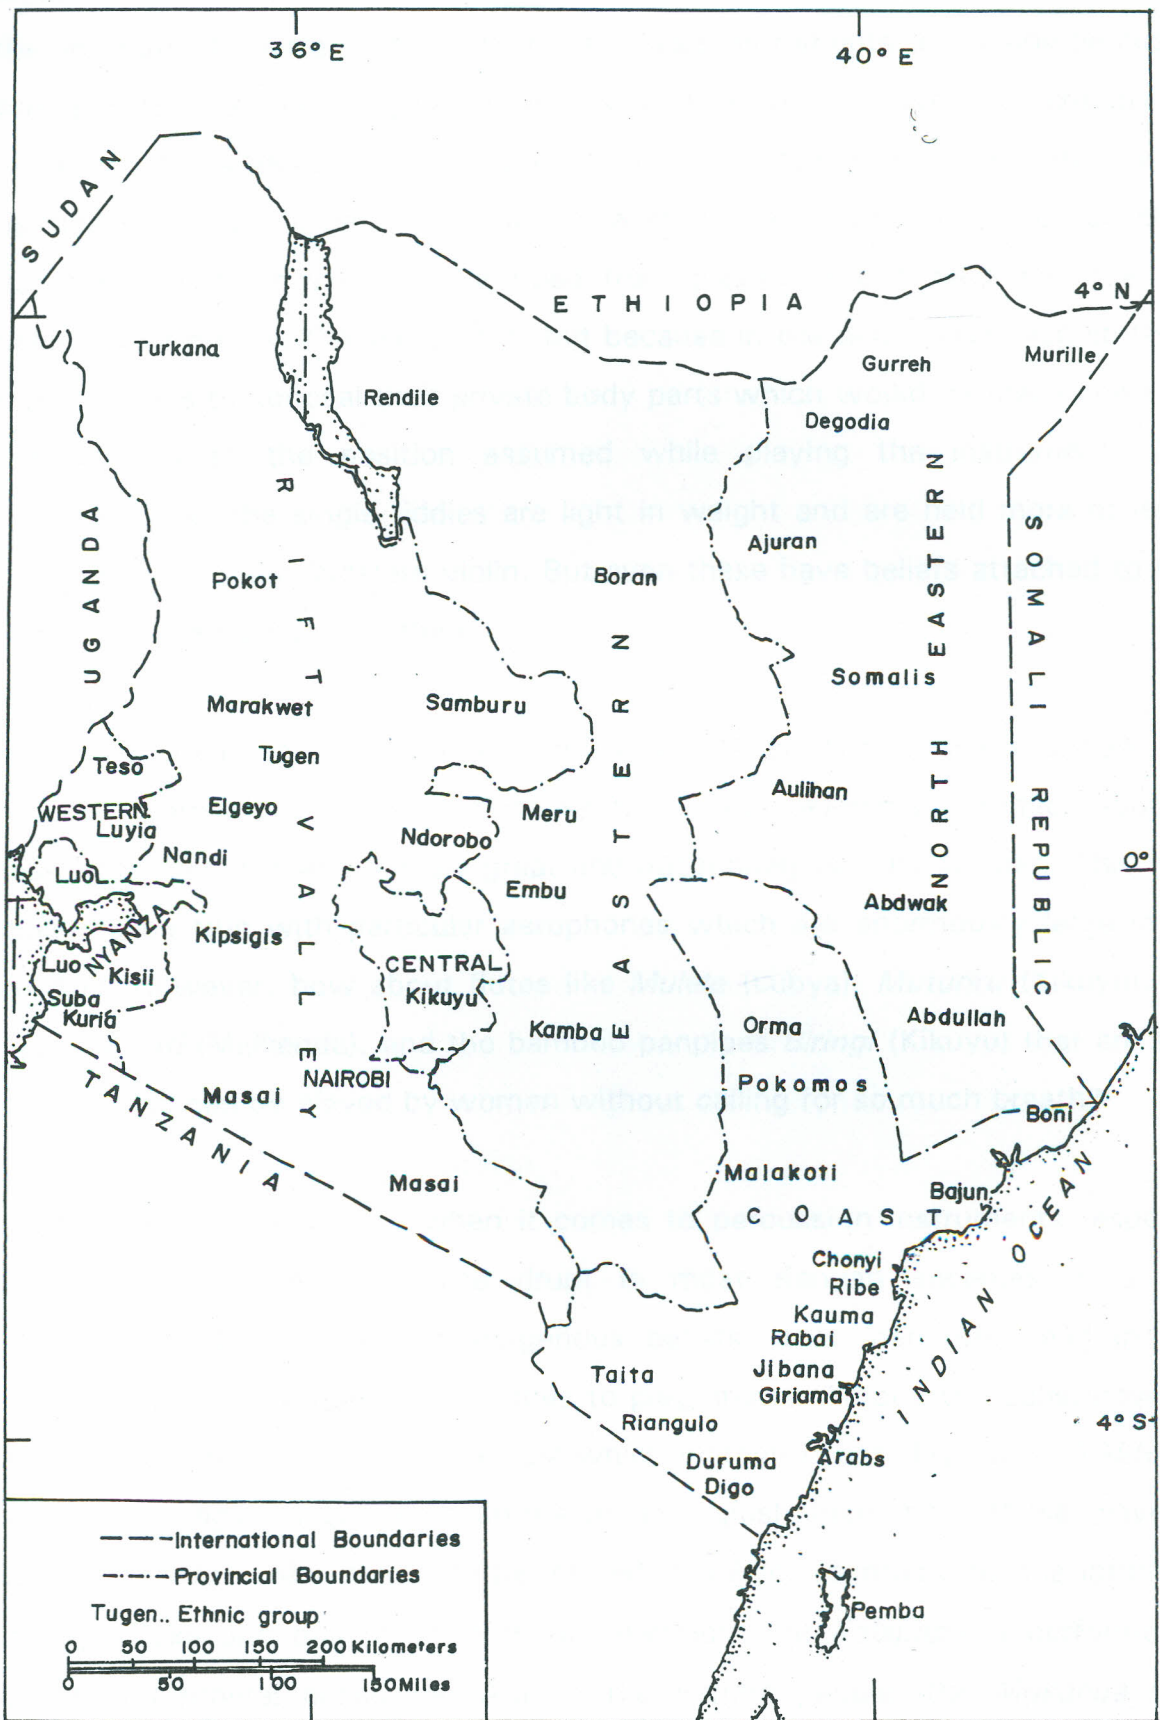 36°E
40°E
SUDAN
ETHIOPIA
4°N
Turkana
Gurreh
Murille
Rendile
Degodia
UGANDA
RIFT VALLEY
EASTERN
NORTH EASTERN
SOMALI REPUBLIC
Ajuran
Pokot
Boran
Somalis
Marakwet
Samburu
Tugen
Teso
Aulihan
WESTERN
Elgeyo
Meru
Luyia
Ndorobo
Nandi
0°
Luo
Embu
Abdwak
NYANZA
Kipsigis
Luo
Kisii
CENTRAL
Suba
Kikuyu
Kuria
Kamba
Orma
Abdullah
NAIROBI
Pokomos
Masai
TANZANIA
Boni
Masai
Malakoti
Bajun
COAST
INDIAN OCEAN
Chonyi
Ribe
Kauma
Rabai
Jibana
Taita
Giriama
Riangulo
4°S
Duruma
Arabs
Digo
International Boundaries
Provincial Boundaries
Tugen.. Ethnic group
0 50 100 150 200 Kilometers
0 50 100 150 Miles
Pemba